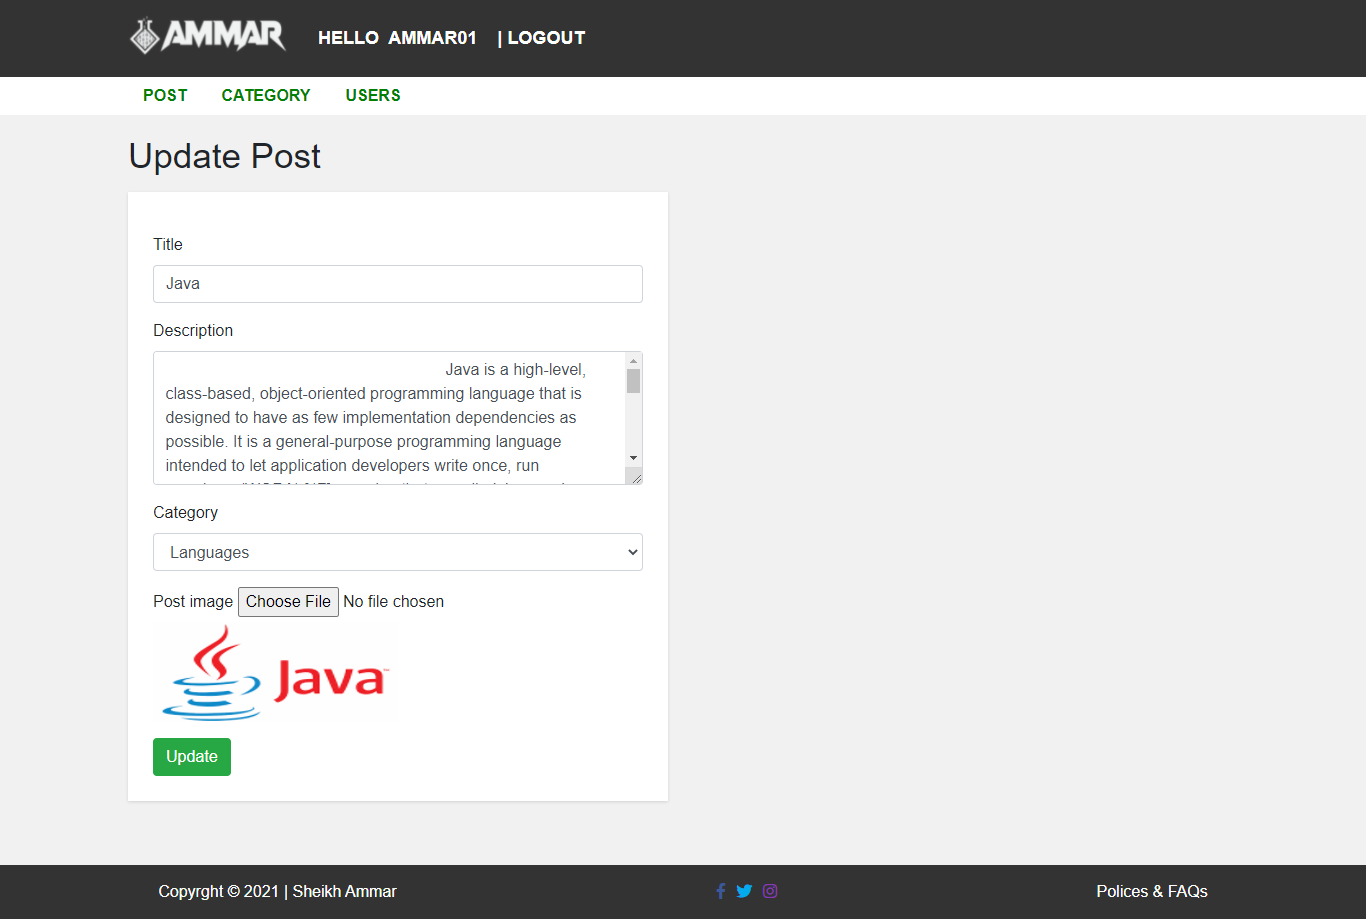 AMMAR
HELLO AMMAR01 | LOGOUT
POST CATEGORY USERS
Update Post
Title
Java
Description
Java is a high-level,
class-based, object-oriented programming language that is
designed to have as few implementation dependencies as
possible. It is a general-purpose programming language
intended to let application developers write once, run
Category
Languages
Post image Choose File No file chosen
Java
Update
Copyrght © 2021 | Sheikh Ammar
Polices & FAQs